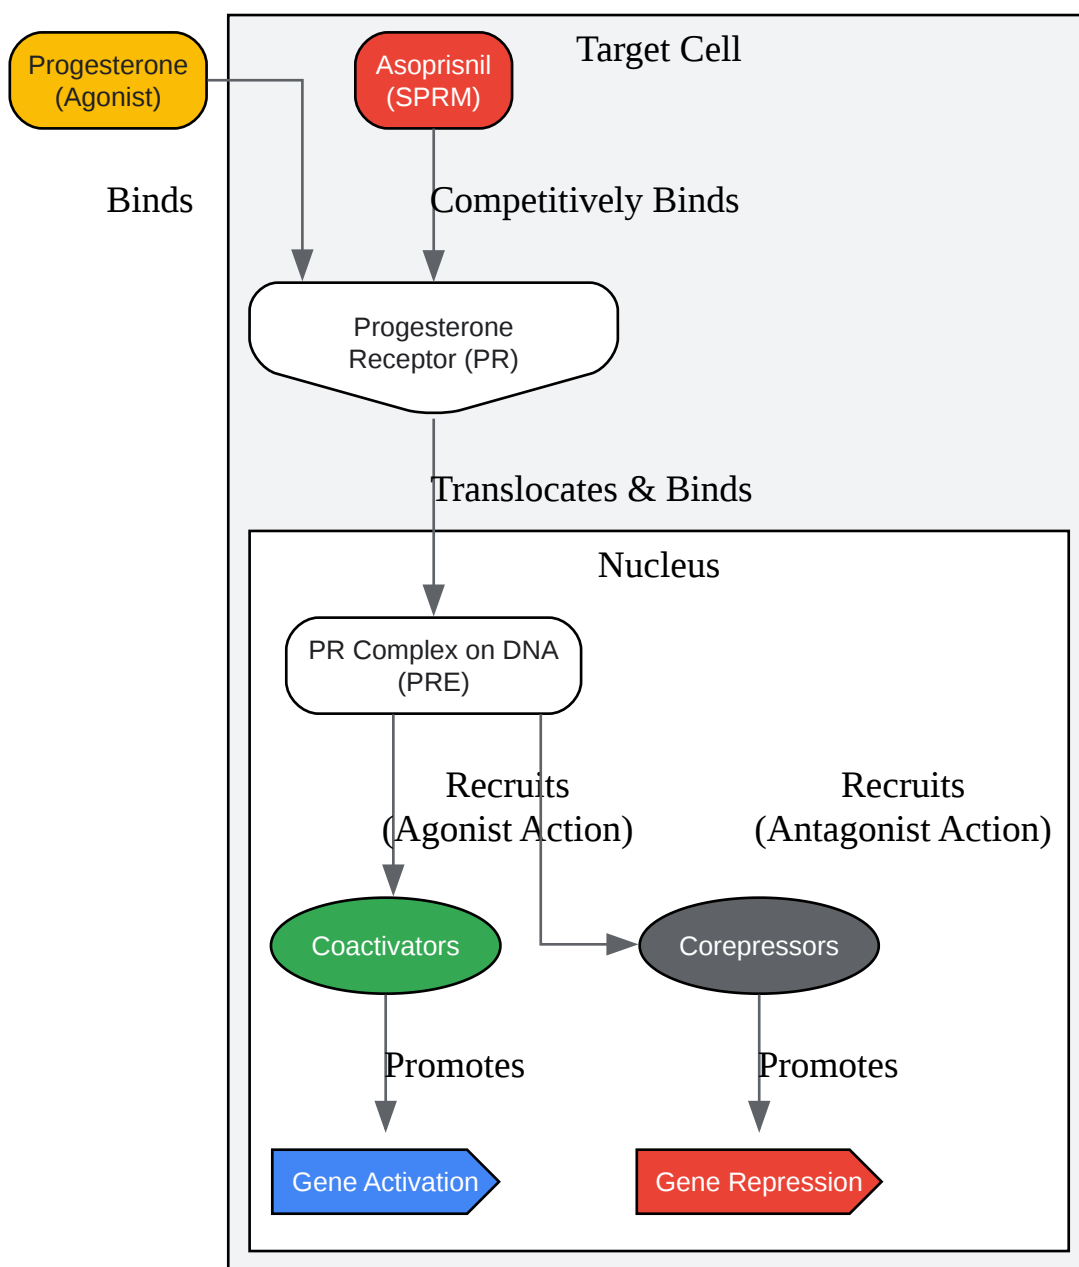 Target Cell
Progesterone
(Agonist)
Asoprisnil
(SPRM)
Binds
Competitively Binds
Progesterone
Receptor (PR)
Translocates & Binds
Nucleus
PR Complex on DNA
(PRE)
Recruits
(Agonist Action)
Recruits
(Antagonist Action)
Coactivators
Corepressors
Promotes
Promotes
Gene Activation
Gene Repression